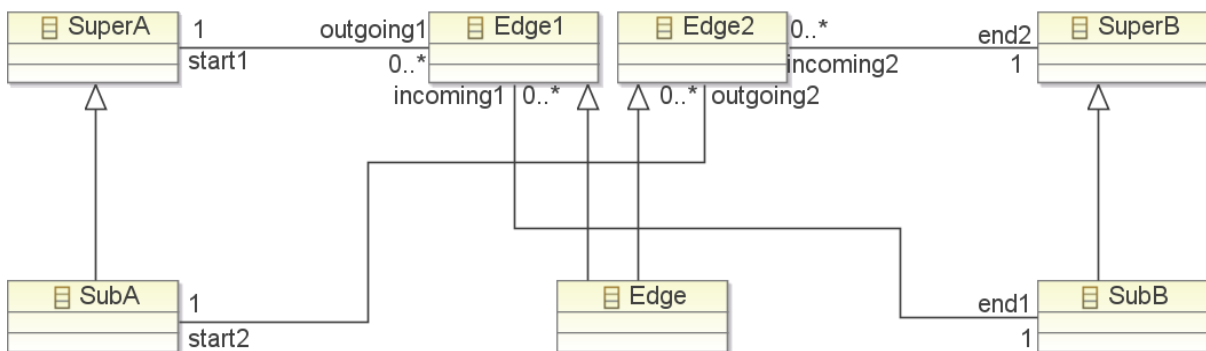 SuperA
1
outgoing1
Edge1
Edge2
0..*
end2
SuperB
start1
0..*
incoming2
1
incoming1
0..*
0..*
outgoing2
SubA
1
start2
Edge
end1
1
SubB